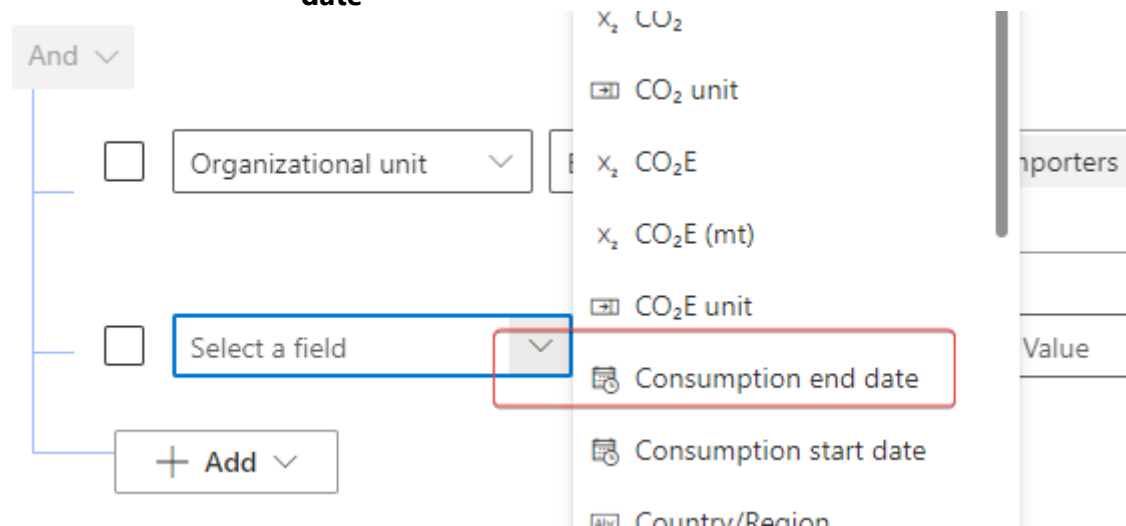 date
And
CO₂
CO₂ unit
Organizational unit
CO₂E
CO₂E (mt)
CO₂E unit
Select a field
Value
Consumption end date
Consumption start date
Add
Country/Region